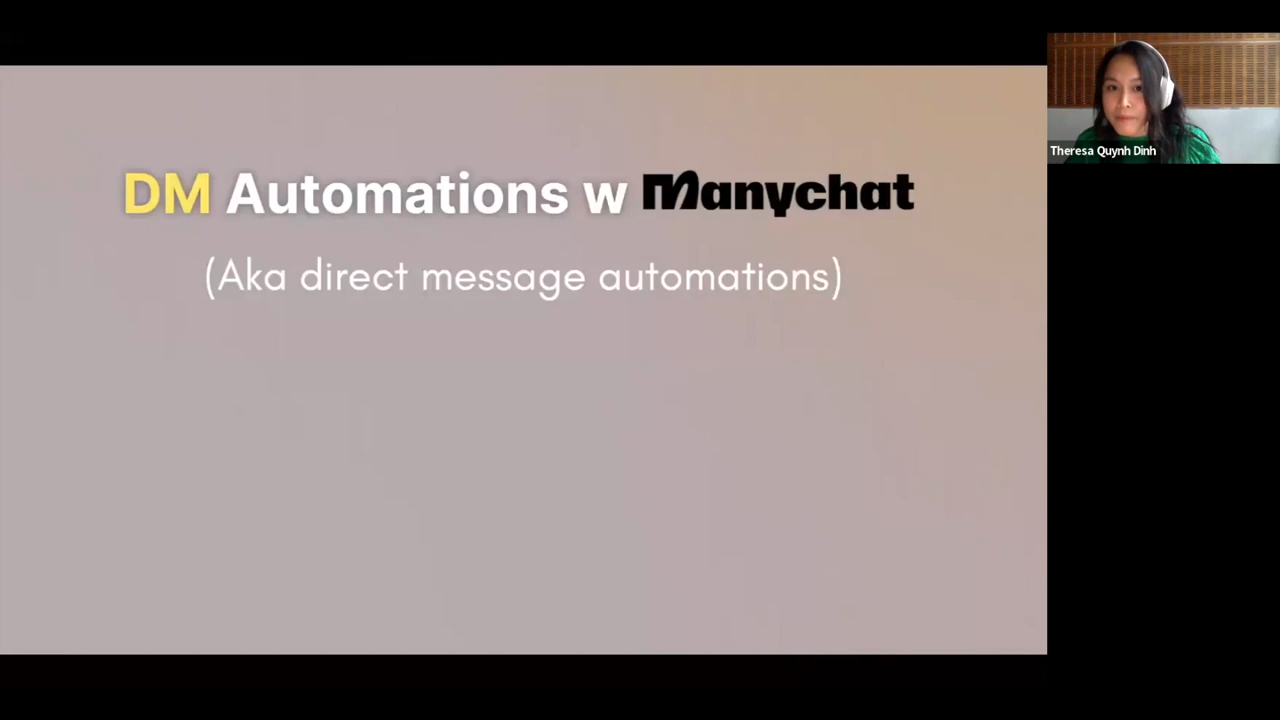 DM Automations w Manychat
(Aka direct message automations)
Theresa Quynh Dinh